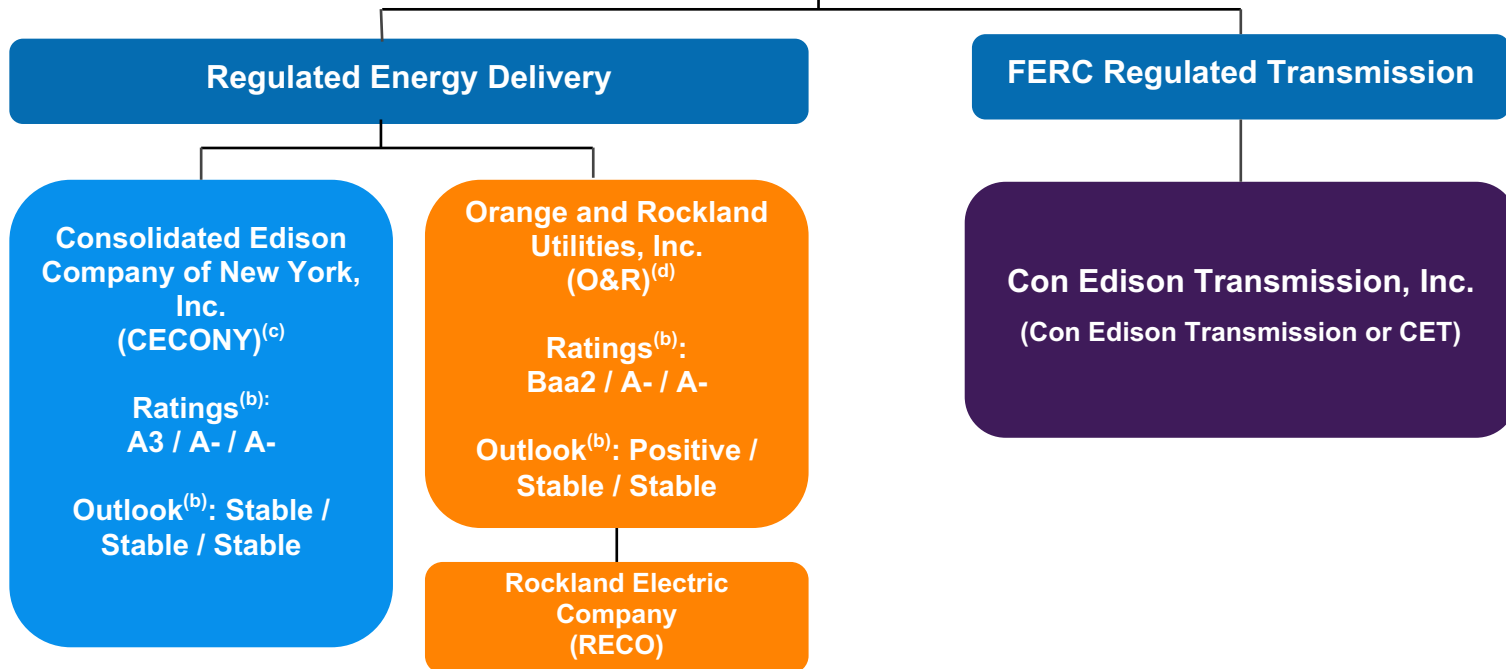 Regulated Energy Delivery
FERC Regulated Transmission
Consolidated Edison
Company of New York,
Inc.
(CECONY)(c)
Ratings(b):
A3 / A- / A-
Outlook(b): Stable /
Stable / Stable
Orange and Rockland
Utilities, Inc.
(O&R)(d)
Ratings(b):
Baa2 / A- / A-
Outlook(b): Positive /
Stable / Stable
Rockland Electric
Company
(RECO)
Con Edison Transmission, Inc.
(Con Edison Transmission or CET)